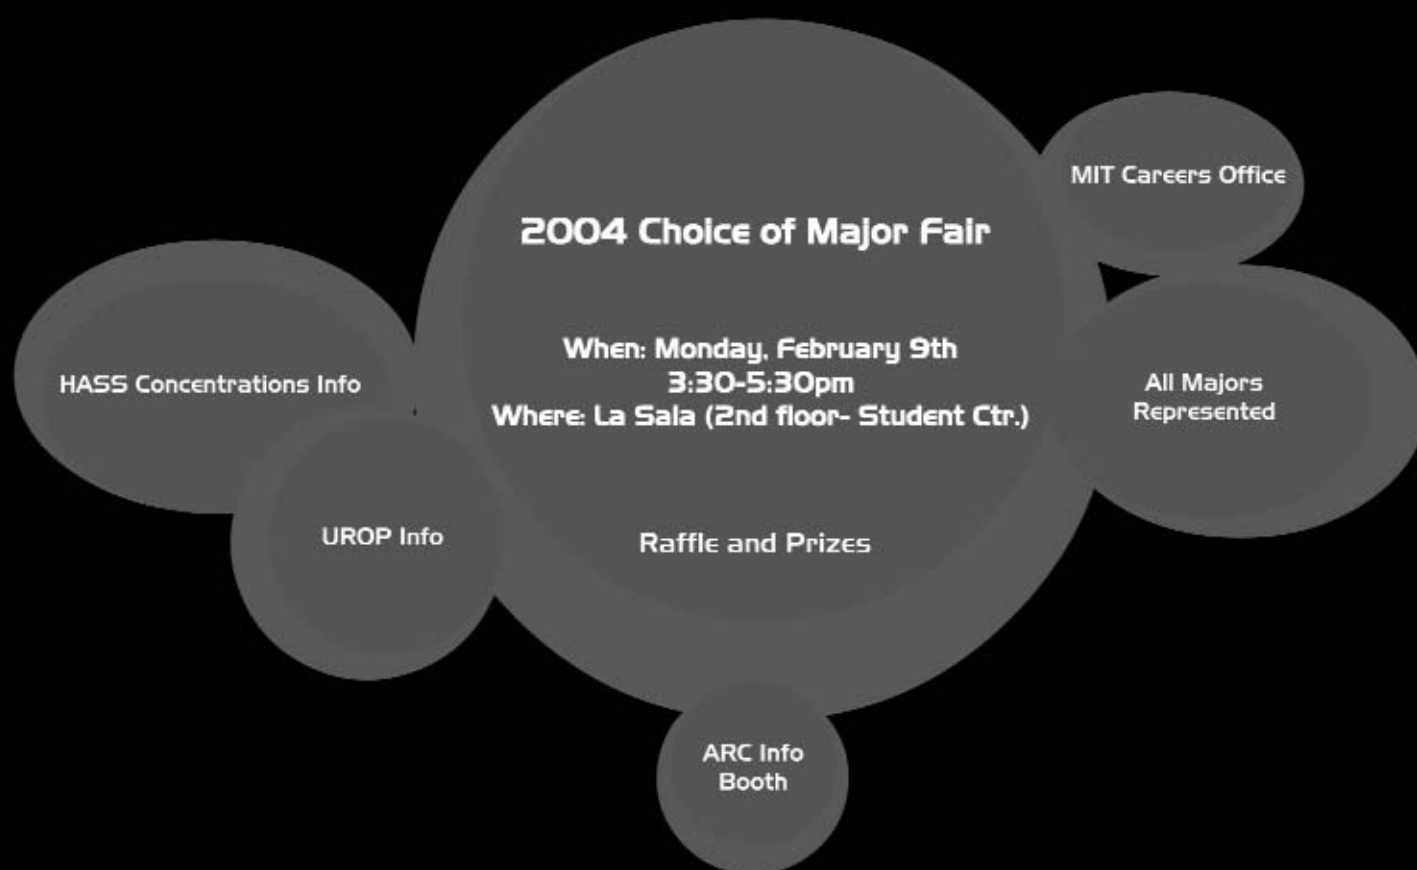 2004 Choice of Major Fair
When: Monday, February 9th
3:30-5:30pm
Where: La Sala (2nd floor- Student Ctr.)
Raffle and Prizes
MIT Careers Office
All Majors
Represented
HASS Concentrations Info
UROP Info
ARC Info
Booth